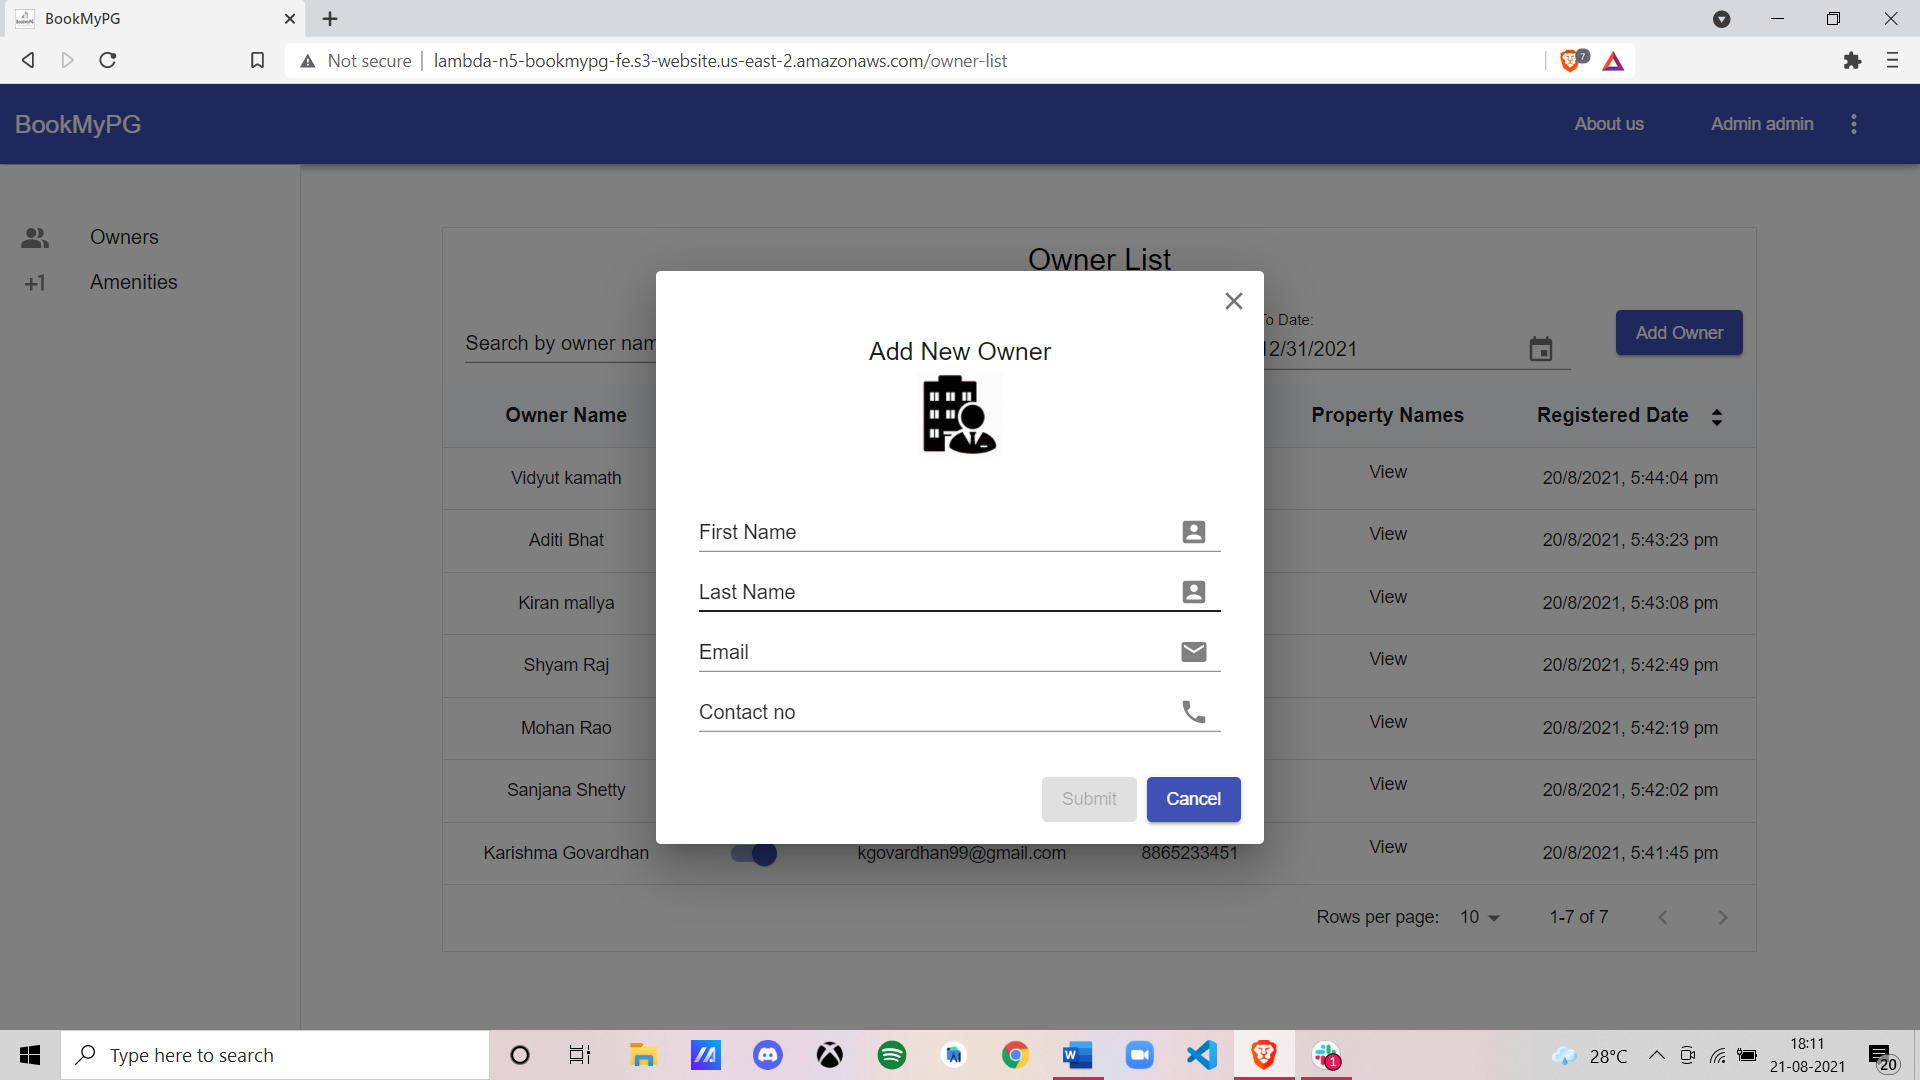 BookMyPG
Not secure lambda-n5-bookmypg-fe.s3-website.us-east-2.amazonaws.com/owner-list
7
BookMyPG About us Admin admin
Owners
+1 Amenities
Owner List
Search by owner nam
To Date:
12/31/2021
Add Owner
Owner Name Property Names Registered Date
Vidyut kamath View 20/8/2021, 5:44:04 pm
Aditi Bhat View 20/8/2021, 5:43:23 pm
Kiran mallya View 20/8/2021, 5:43:08 pm
Shyam Raj View 20/8/2021, 5:42:49 pm
Mohan Rao View 20/8/2021, 5:42:19 pm
Sanjana Shetty View 20/8/2021, 5:42:02 pm
Karishma Govardhan kgovardhan99@gmail.com 8865233451 View 20/8/2021, 5:41:45 pm
Rows per page: 10 1-7 of 7
Add New Owner
First Name
Last Name
Email
Contact no
Submit Cancel
Type here to search
W
1
28°C
18:11
21-08-2021
20